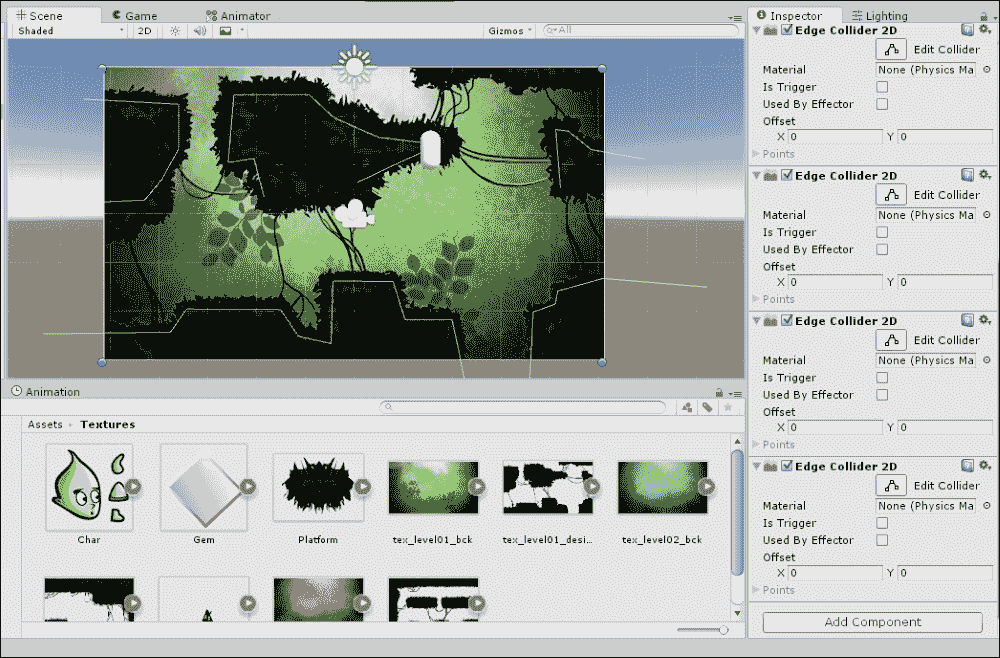 Scene Game Animator
Shaded 2D Gizmos All
Inspector Lighting
Edge Collider 2D
Edit Collider
Material None (Physics Ma
Is Trigger
Used By Effector
Offset
X 0 Y 0
Points
Edge Collider 2D
Edit Collider
Material None (Physics Ma
Is Trigger
Used By Effector
Offset
X 0 Y 0
Points
Edge Collider 2D
Edit Collider
Material None (Physics Ma
Is Trigger
Used By Effector
Offset
X 0 Y 0
Points
Edge Collider 2D
Edit Collider
Material None (Physics Ma
Is Trigger
Used By Effector
Offset
X 0 Y 0
Points
Add Component
Animation
Assets Textures
Char Gem Platform tex_level01_bck tex_level01_desi... tex_level02_bck